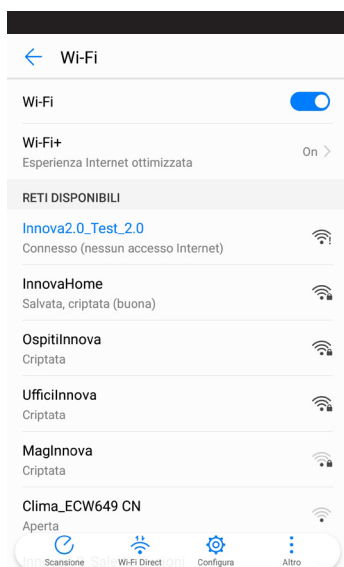 Wi-Fi
Wi-Fi
Wi-Fi+
Esperienza Internet ottimizzata
On
RETI DISPONIBILI
Innova2.0_Test_2.0
Connesso (nessun accesso Internet)
InnovaHome
Salvata, criptata (buona)
OspitiInnova
Criptata
UfficiInnova
Criptata
MagInnova
Criptata
Clima_ECW649 CN
Aperta
Scansione
Wi-Fi Direct
Configura
Altro